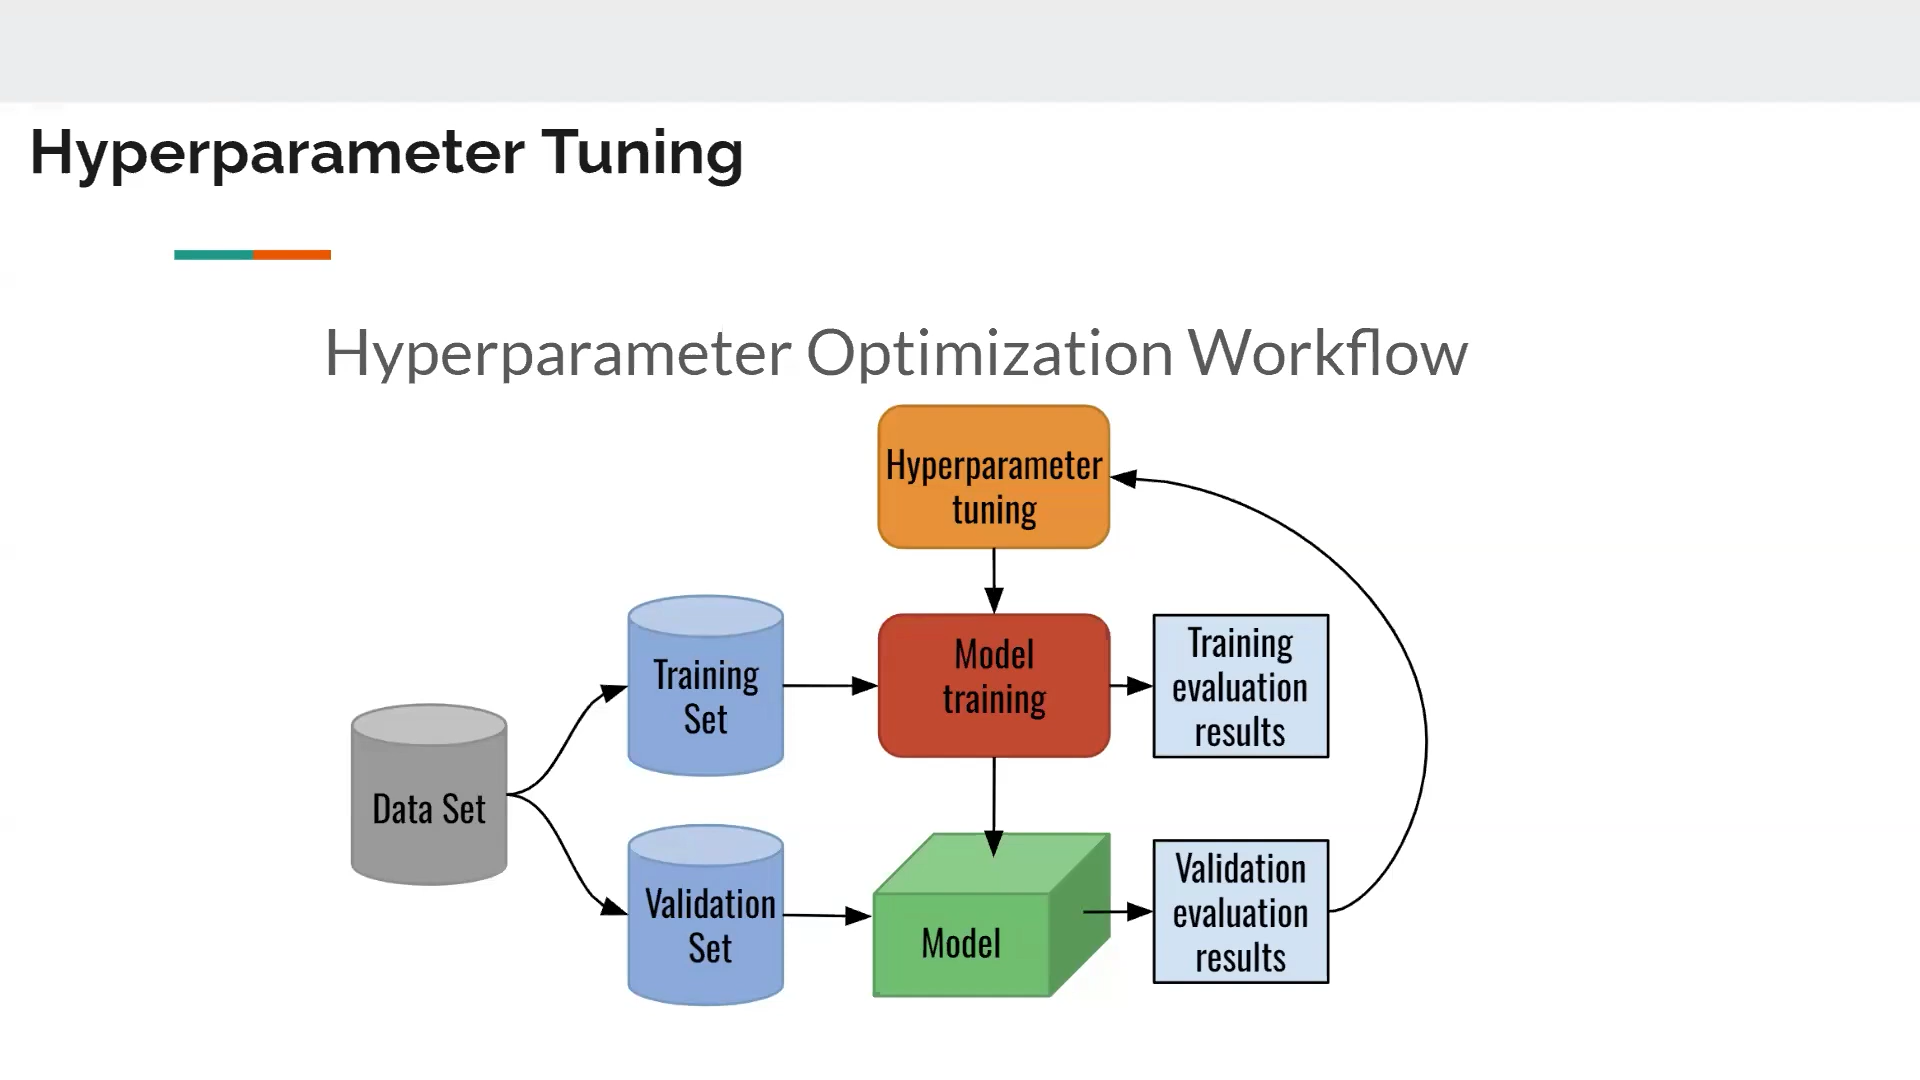 Hyperparameter Tuning
Hyperparameter Optimization Workflow
Hyperparameter
tuning
Training
Set
Model
training
Training
evaluation
results
Data Set
Validation
Set
Model
Validation
evaluation
results